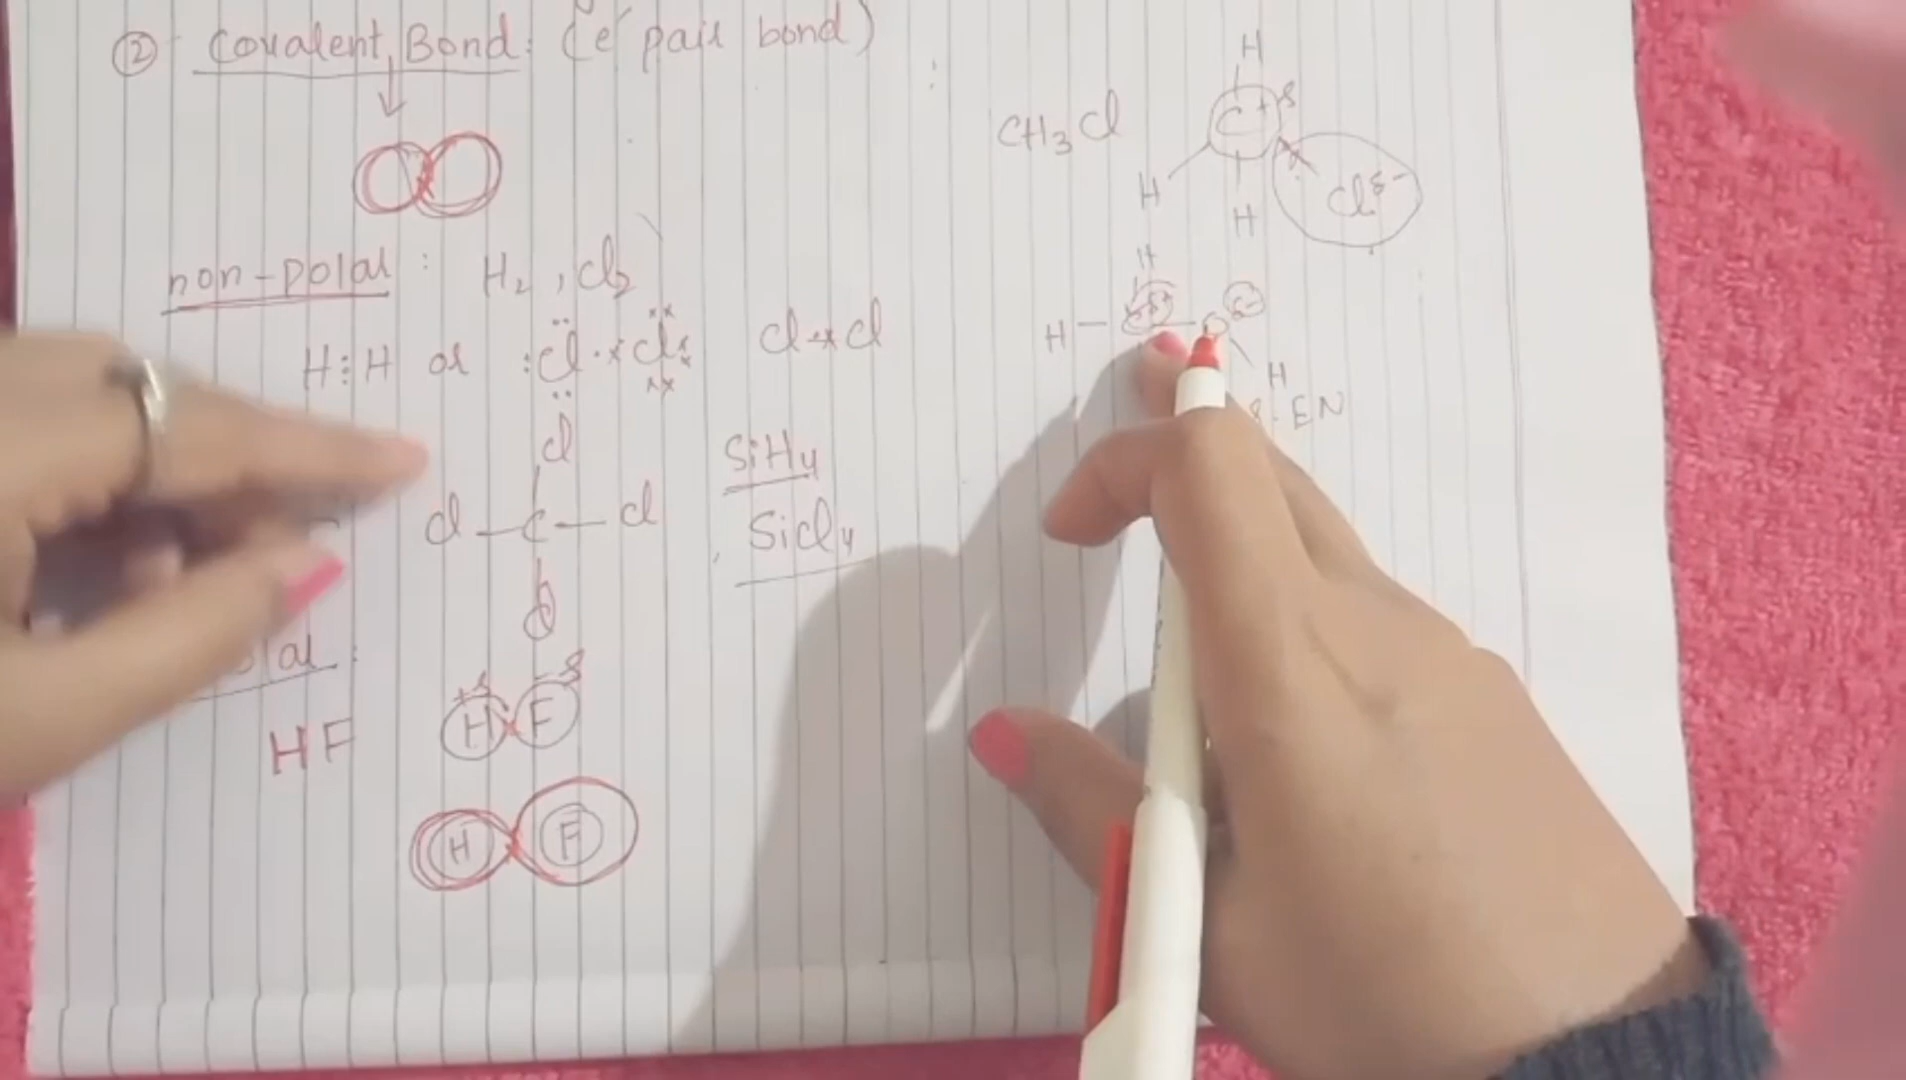 ② Covalent Bond: (e⁻ pair bond)
non-polar : H₂, Cl₂
H:H or :Cl·×Cl Cl×Cl
Cl
Cl—C—Cl
Cl
SiH4
SiCl4
+δ -δ
H F
HF
H F
CH3Cl
H
C +δ
H
Cl δ-
H
H
H— C δ+ — O δ-
H
EN